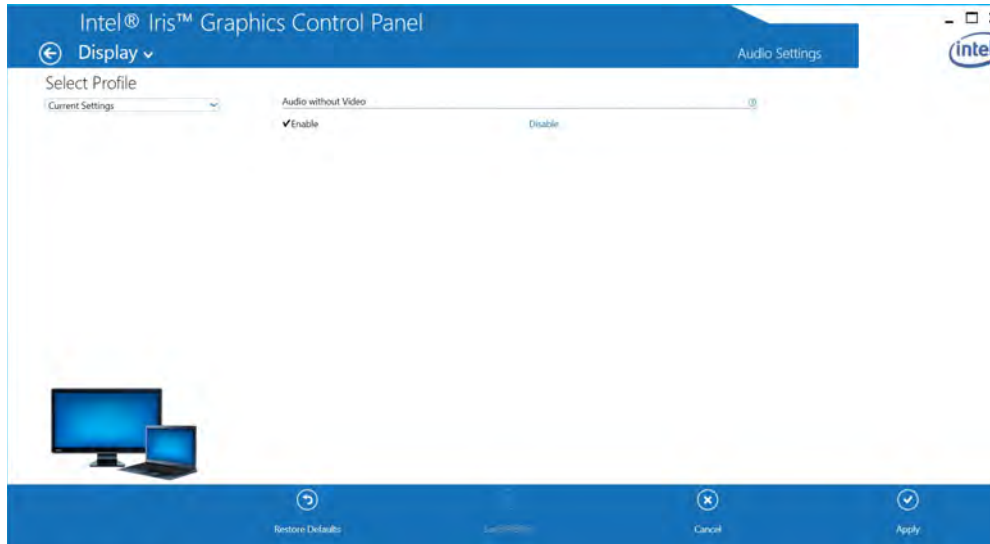 Intel® Iris™ Graphics Control Panel
Display
Audio Settings
inte
Select Profile
Current Settings
Audio without Video
✔Enable
Disable
Restore Defaults
Cancel
Apply